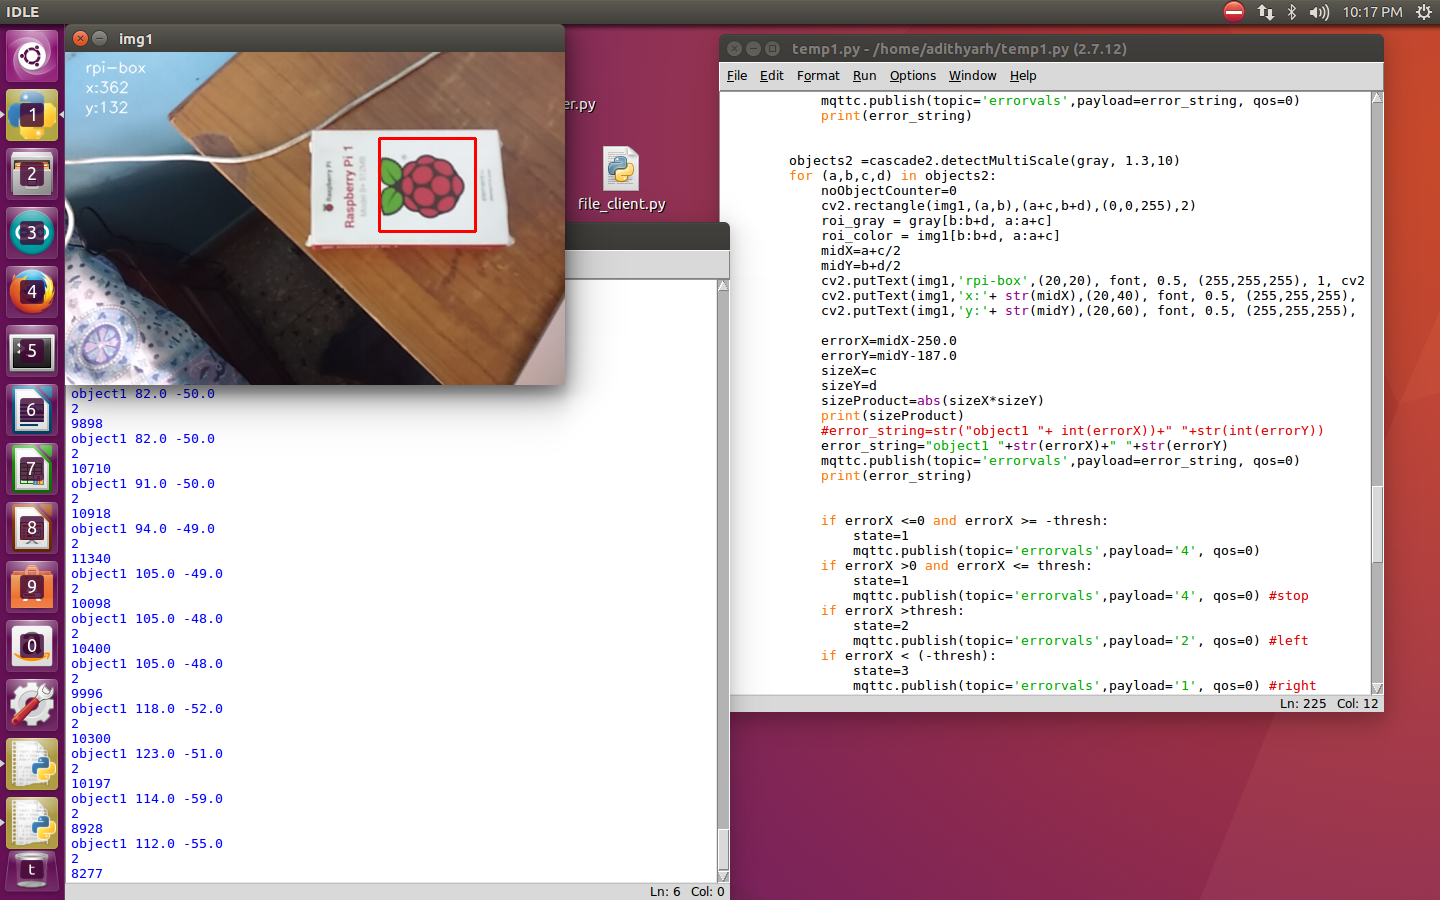 IDLE
10:17 PM
img1
rpi-box
x:362
y:132
Raspberry Pi
Raspberry Pi 1
1
2
3
4
5
6
7
8
9
0
t
er.py
file_client.py
object1 82.0 -50.0
2
9898
object1 82.0 -50.0
2
10710
object1 91.0 -50.0
2
10918
object1 94.0 -49.0
2
11340
object1 105.0 -49.0
2
10098
object1 105.0 -48.0
2
10400
object1 105.0 -48.0
2
9996
object1 118.0 -52.0
2
10300
object1 123.0 -51.0
2
10197
object1 114.0 -59.0
2
8928
object1 112.0 -55.0
2
8277
Ln: 6 Col: 0
temp1.py - /home/adithyarh/temp1.py (2.7.12)
File Edit Format Run Options Window Help
mqttc.publish(topic='errorvals',payload=error_string, qos=0)
print(error_string)
objects2 =cascade2.detectMultiScale(gray, 1.3,10)
for (a,b,c,d) in objects2:
noObjectCounter=0
cv2.rectangle(img1,(a,b),(a+c,b+d),(0,0,255),2)
roi_gray = gray[b:b+d, a:a+c]
roi_color = img1[b:b+d, a:a+c]
midX=a+c/2
midY=b+d/2
cv2.putText(img1,'rpi-box',(20,20), font, 0.5, (255,255,255), 1, cv2
cv2.putText(img1,'x:'+ str(midX),(20,40), font, 0.5, (255,255,255),
cv2.putText(img1,'y:'+ str(midY),(20,60), font, 0.5, (255,255,255),
errorX=midX-250.0
errorY=midY-187.0
sizeX=c
sizeY=d
sizeProduct=abs(sizeX*sizeY)
print(sizeProduct)
#error_string=str("object1 "+ int(errorX))+" "+str(int(errorY))
error_string="object1 "+str(errorX)+" "+str(errorY)
mqttc.publish(topic='errorvals',payload=error_string, qos=0)
print(error_string)
if errorX <=0 and errorX >= -thresh:
state=1
mqttc.publish(topic='errorvals',payload='4', qos=0)
if errorX >0 and errorX <= thresh:
state=1
mqttc.publish(topic='errorvals',payload='4', qos=0) #stop
if errorX >thresh:
state=2
mqttc.publish(topic='errorvals',payload='2', qos=0) #left
if errorX < (-thresh):
state=3
mqttc.publish(topic='errorvals',payload='1', qos=0) #right
Ln: 225 Col: 12